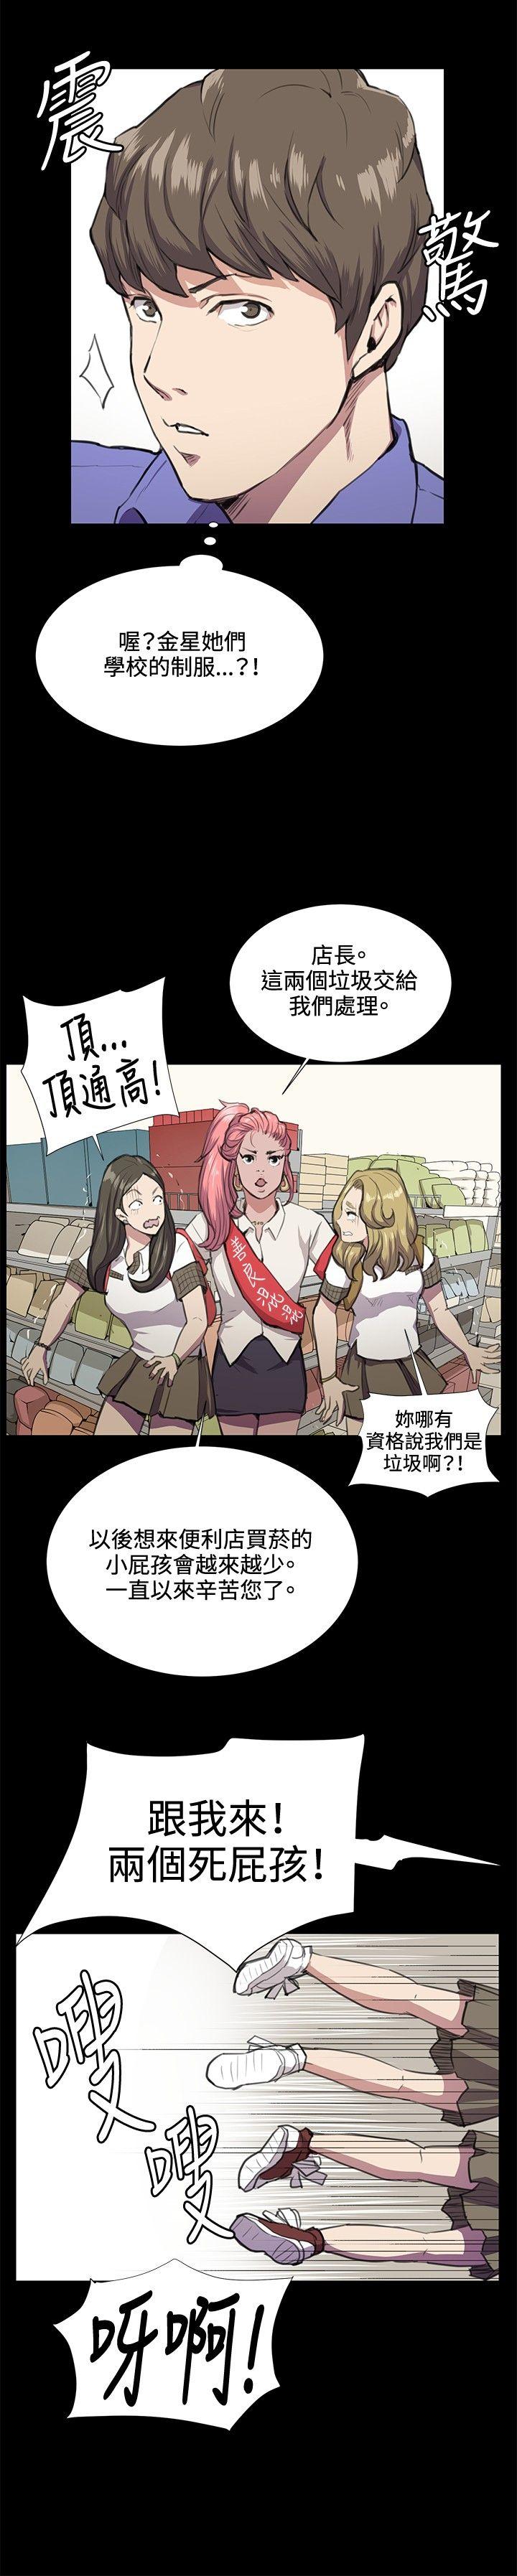 震
驚
喔?金星她們
學校的制服...?!
店長。
這兩個垃圾交給
我們處理。
頂...
頂通高!
善良混混
妳哪有
資格說我們是
垃圾啊?!
以後想來便利店買菸的
小屁孩會越來越少。
一直以來辛苦您了。
跟我來!
兩個死屁孩!
嗖
嗖
呀啊!